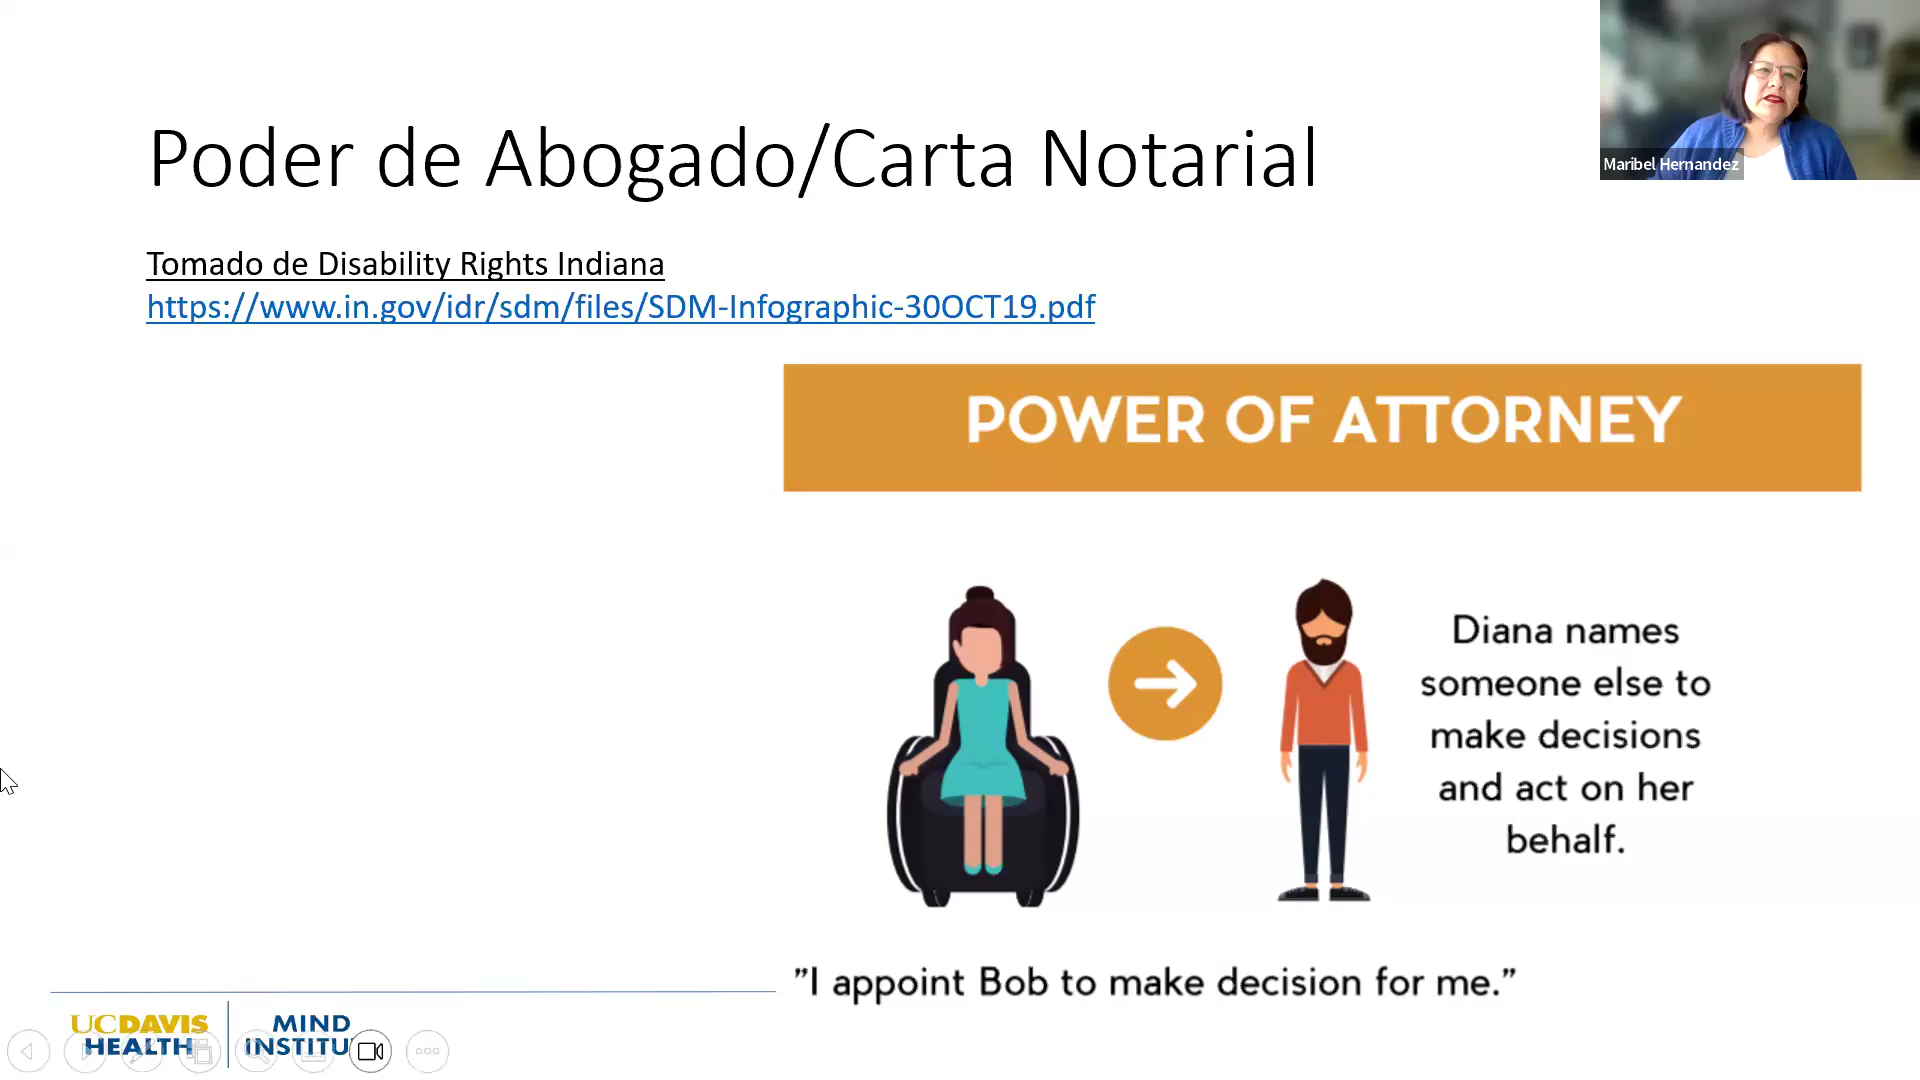 Poder de Abogado/Carta Notarial
Maribel Hernandez
Tomado de Disability Rights Indiana
https://www.in.gov/idr/sdm/files/SDM-Infographic-30OCT19.pdf
POWER OF ATTORNEY
Diana names
someone else to
make decisions
and act on her
behalf.
"I appoint Bob to make decision for me."
UCDAVIS
HEALTH
MIND
INSTITU